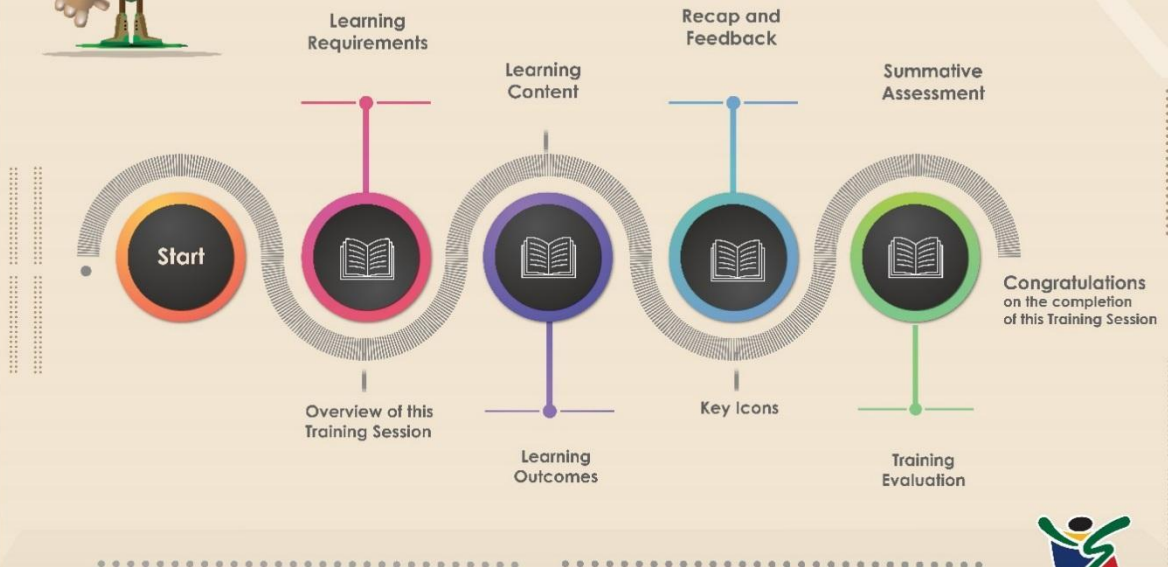 Learning
Requirements
Recap and
Feedback
Learning
Content
Summative
Assessment
Start
Congratulations
on the completion
of this Training Session
Overview of this
Training Session
Key Icons
Learning
Outcomes
Training
Evaluation